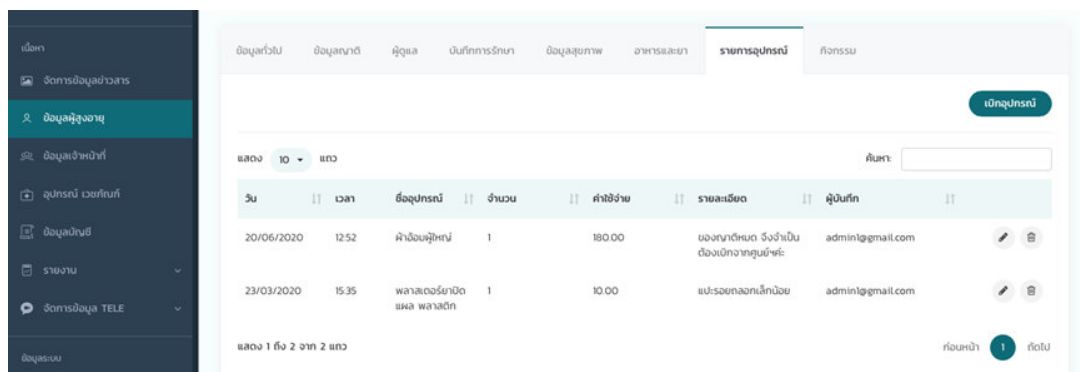 เนื้อหา
จัดการข้อมูลข่าวสาร
ข้อมูลผู้สูงอายุ
ข้อมูลเจ้าหน้าที่
อุปกรณ์ เวชภัณฑ์
ข้อมูลบัญชี
รายงาน
จัดการข้อมูล TELE
ข้อมูลระบบ
ข้อมูลทั่วไป ข้อมูลญาติ ผู้ดูแล บันทึกการรักษา ข้อมูลสุขภาพ อาหารและยา รายการอุปกรณ์ กิจกรรม
เบิกอุปกรณ์
แสดง 10 แถว ค้นหา:
วัน เวลา ชื่ออุปกรณ์ จำนวน ค่าใช้จ่าย รายละเอียด ผู้บันทึก
20/06/2020 12:52 ผ้าอ้อมผู้ใหญ่ 1 180.00 ของญาติหมด จึงจำเป็น admin1@gmail.com
ต้องเบิกจากศูนย์ฯค่ะ
23/03/2020 15:35 พลาสเตอร์ยาปิด 1 10.00 แปะรอยถลอกเล็กน้อย admin1@gmail.com
แผล พลาสติก
แสดง 1 ถึง 2 จาก 2 แถว ก่อนหน้า 1 ถัดไป